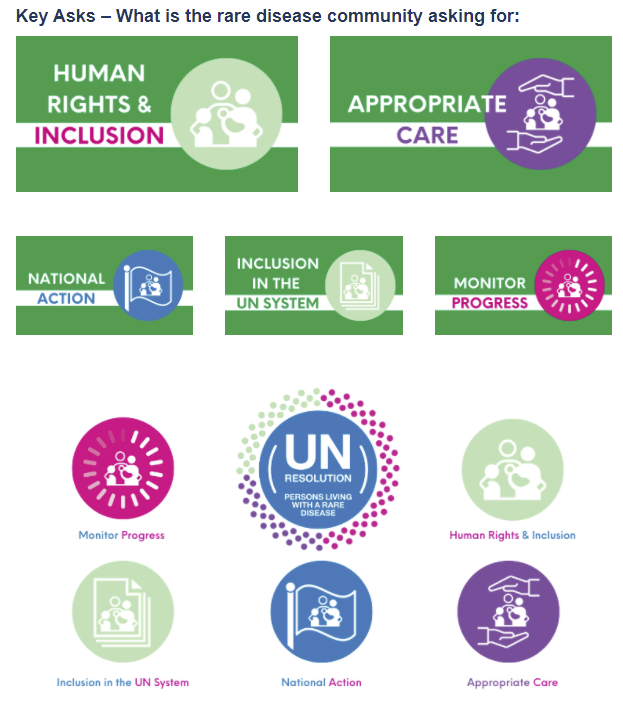 Key Asks – What is the rare disease community asking for:
HUMAN
RIGHTS &
INCLUSION
APPROPRIATE
CARE
NATIONAL
ACTION
INCLUSION
IN THE
UN SYSTEM
MONITOR
PROGRESS
UN
RESOLUTION
PERSONS LIVING
WITH A RARE
DISEASE
Monitor Progress
Human Rights & Inclusion
Inclusion in the UN System
National Action
Appropriate Care